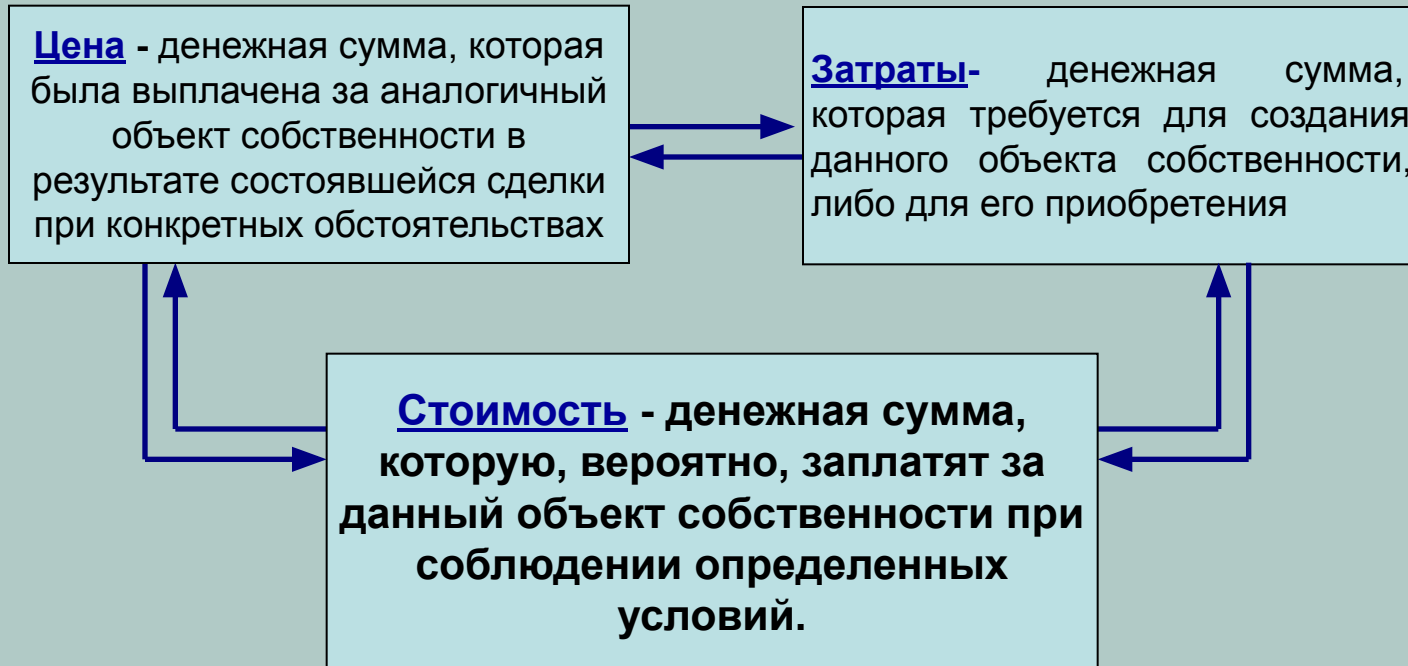 Цена - денежная сумма, которая
была выплачена за аналогичный
объект собственности в
результате состоявшейся сделки
при конкретных обстоятельствах
Затраты- денежная сумма,
которая требуется для создания
данного объекта собственности,
либо для его приобретения
Стоимость - денежная сумма,
которую, вероятно, заплатят за
данный объект собственности при
соблюдении определенных
условий.